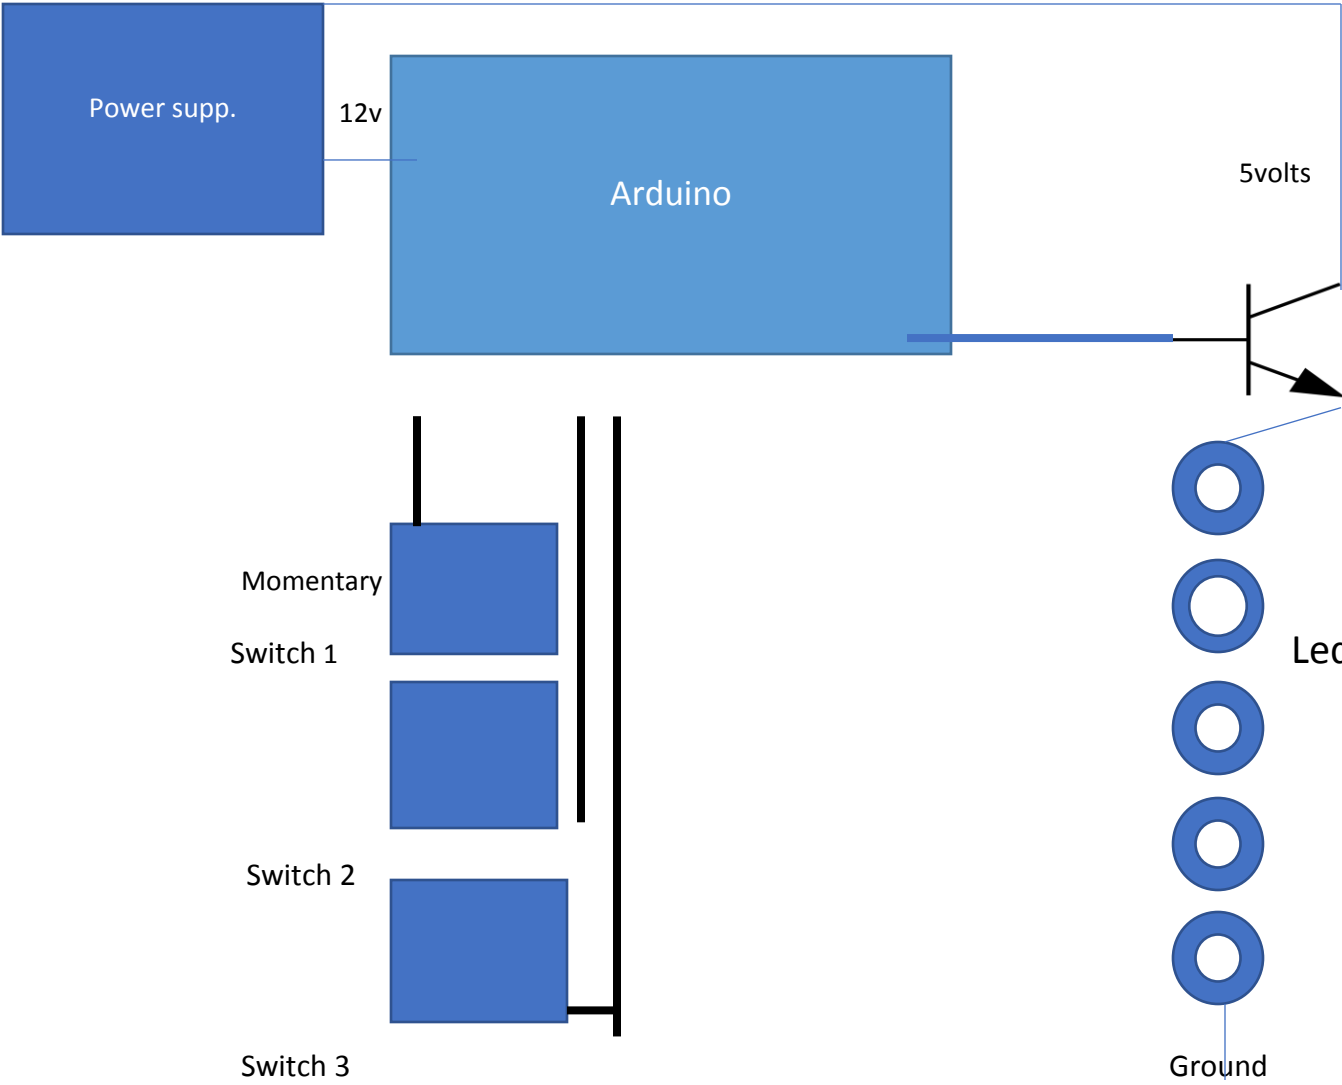 Power supp.
12v
Arduino
5volts
Momentary
Switch 1
Switch 2
Switch 3
Ground